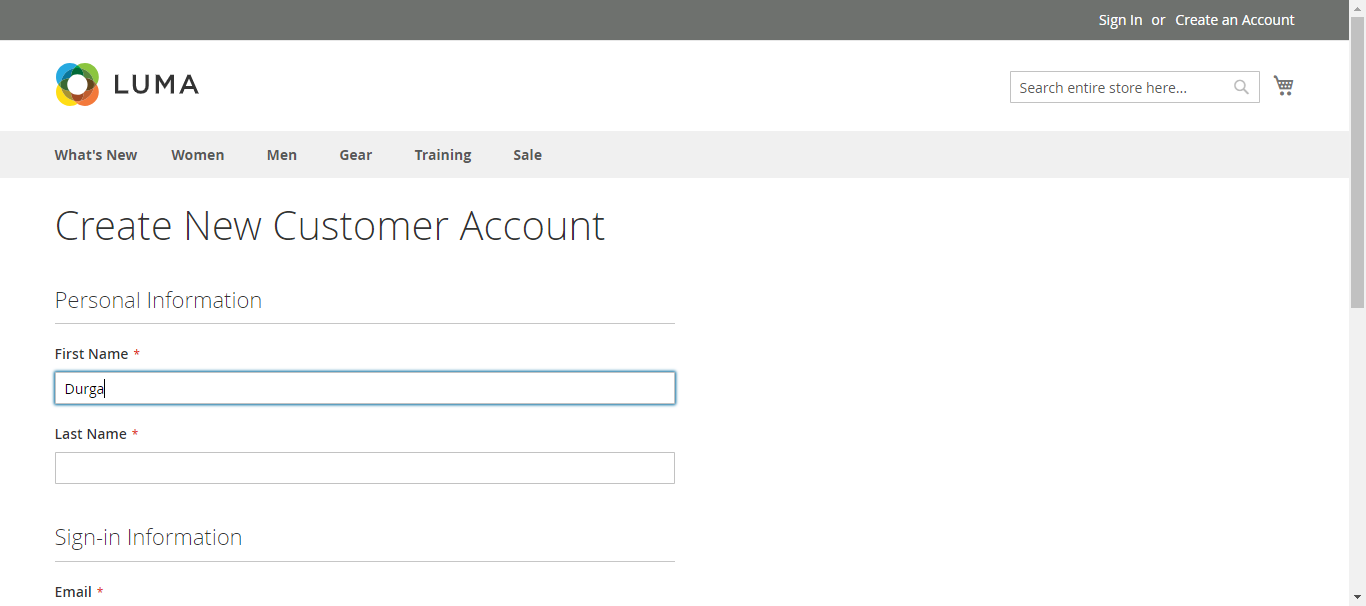 Sign In or Create an Account
LUMA
Search entire store here...
What's New Women Men Gear Training Sale
Create New Customer Account
Personal Information
First Name *
Durga
Last Name *
Sign-in Information
Email *